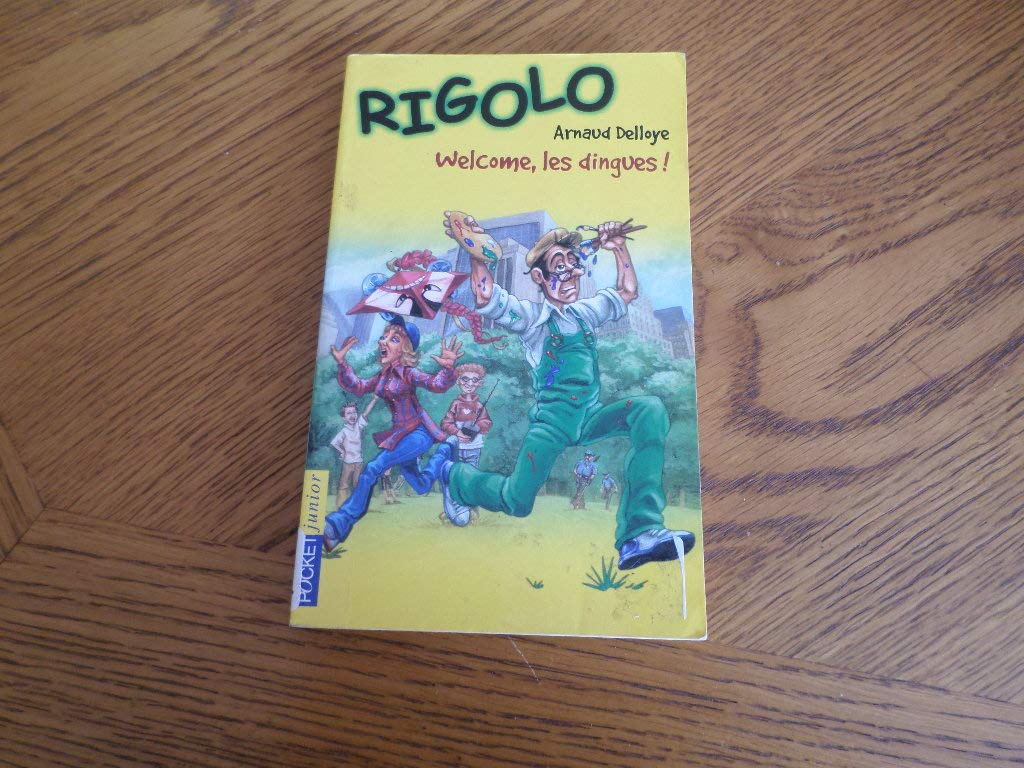 RIGOLO
Arnaud Delloye
Welcome, les dingues !
POCKET junior